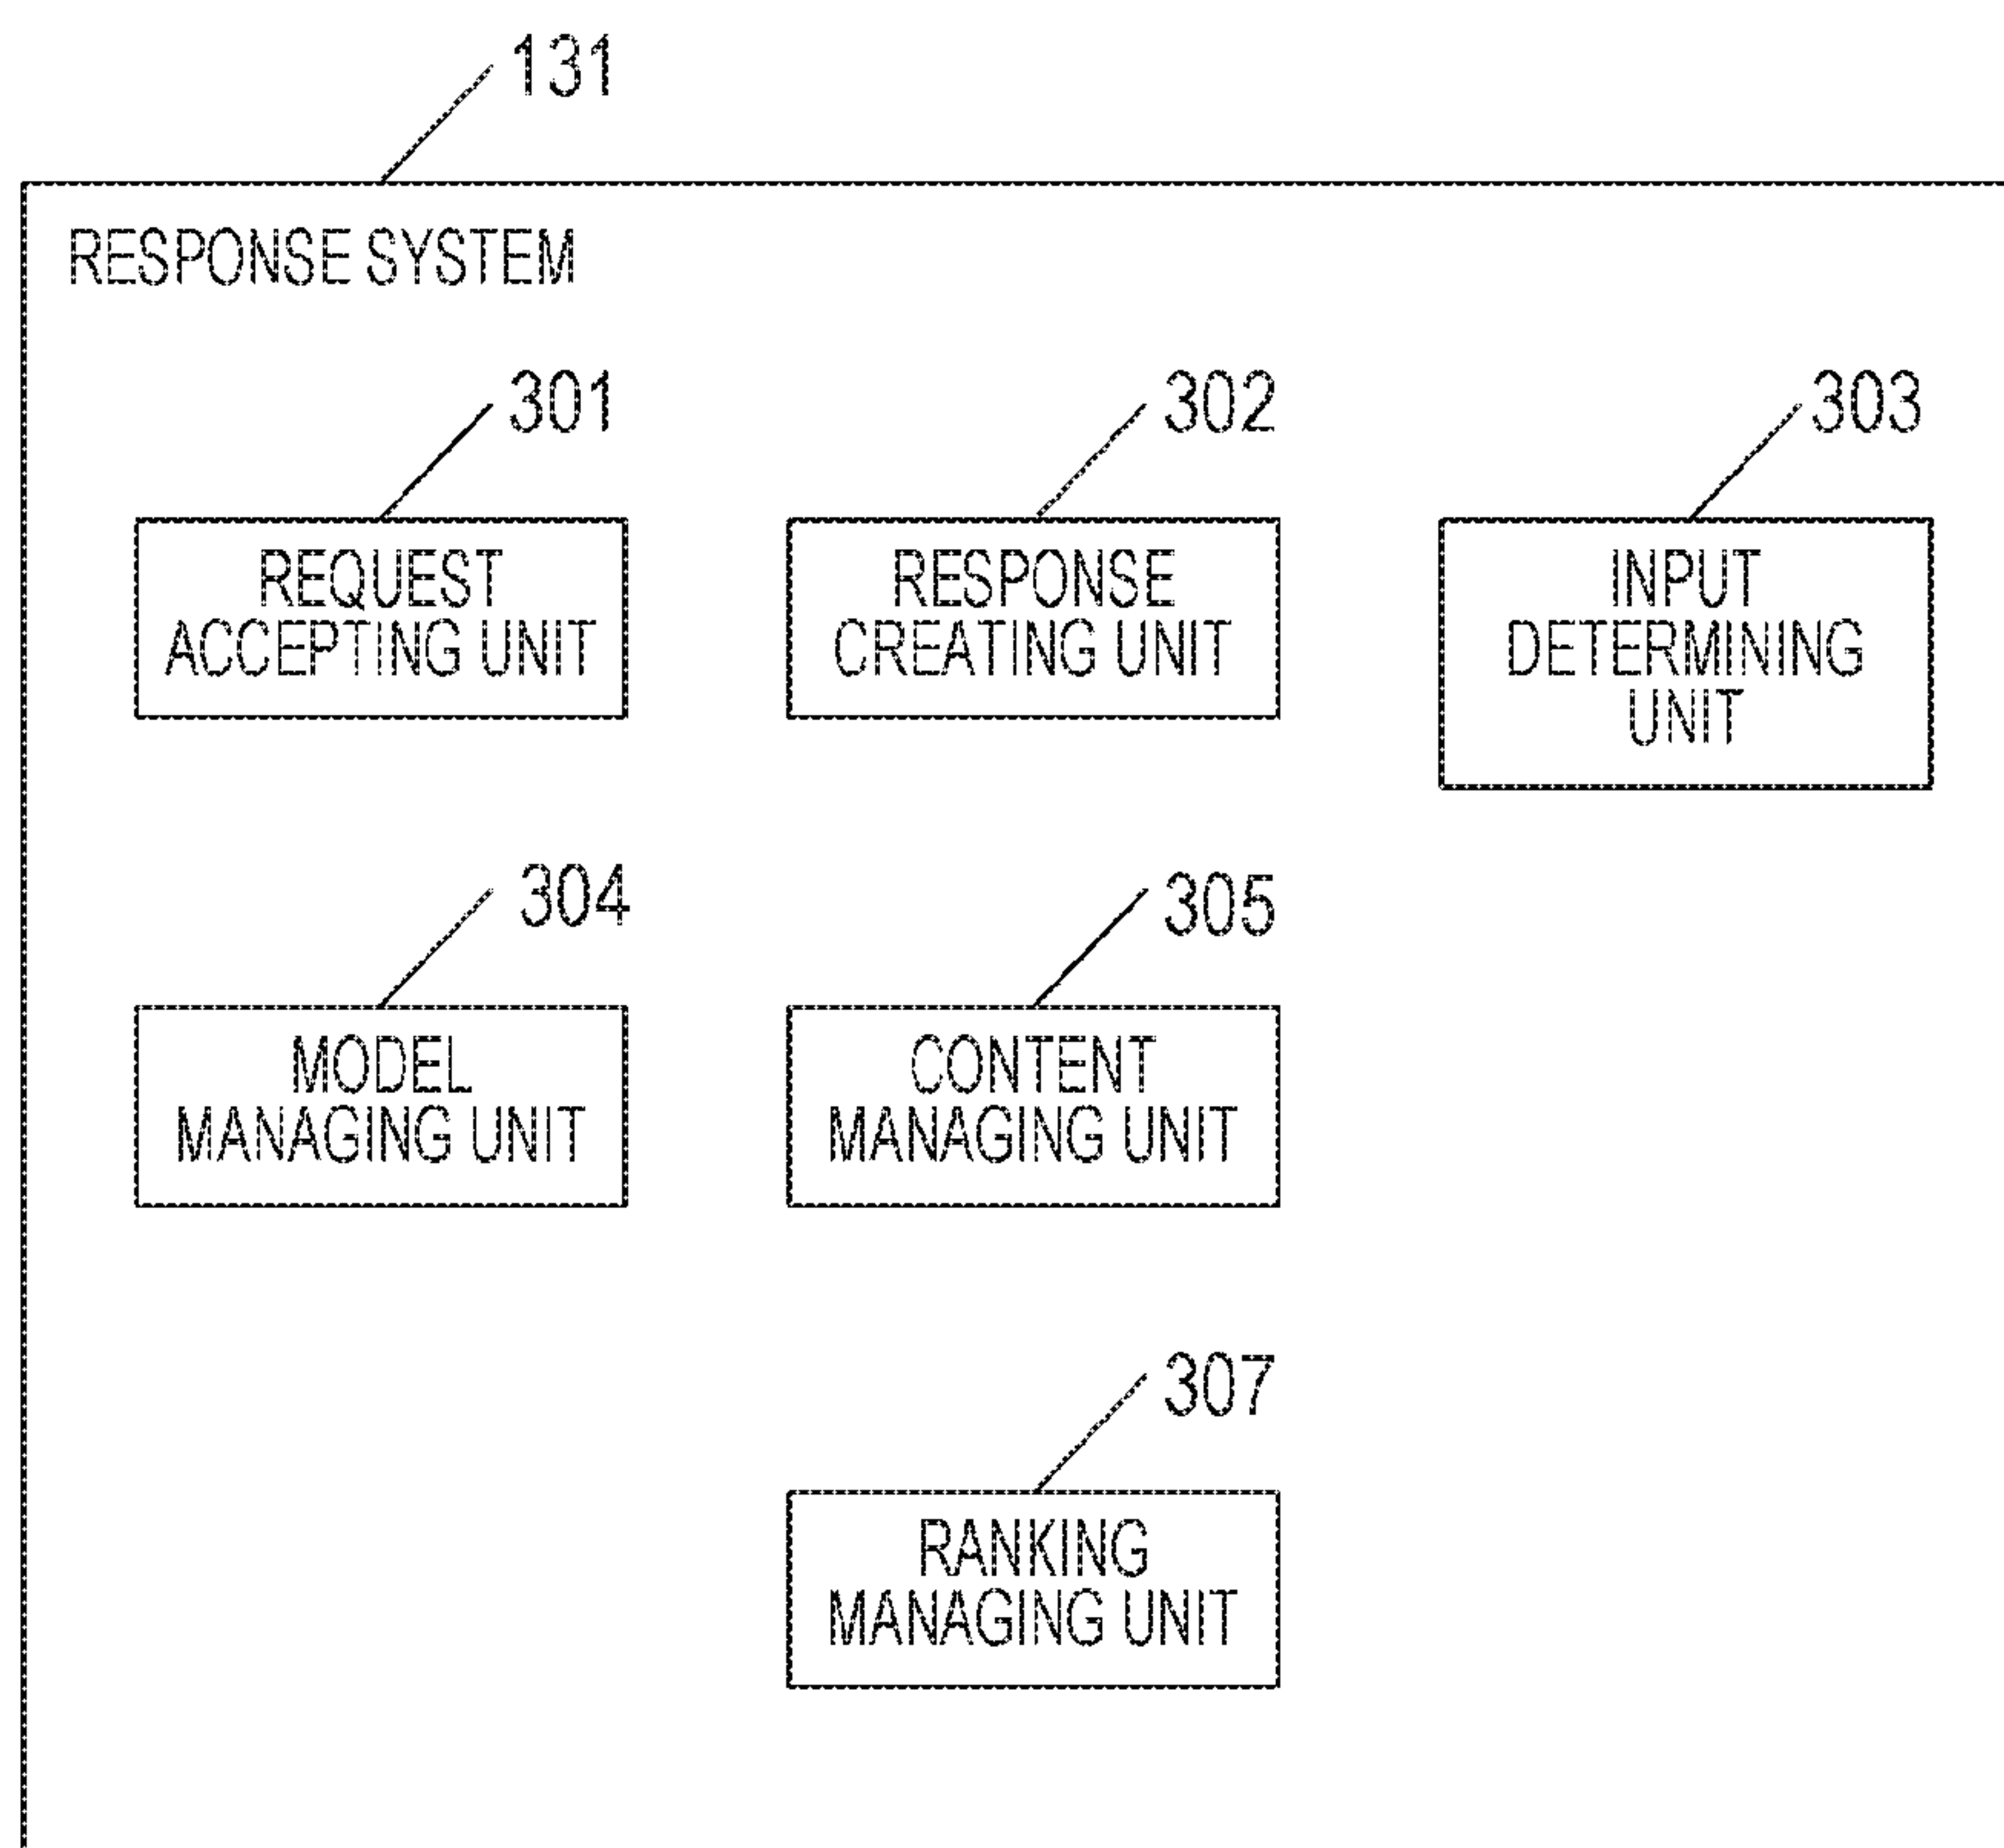 131
RESPONSE SYSTEM
301
REQUEST
ACCEPTING UNIT
302
RESPONSE
CREATING UNIT
303
INPUT
DETERMINING
UNIT
304
MODEL
MANAGING UNIT
305
CONTENT
MANAGING UNIT
307
RANKING
MANAGING UNIT